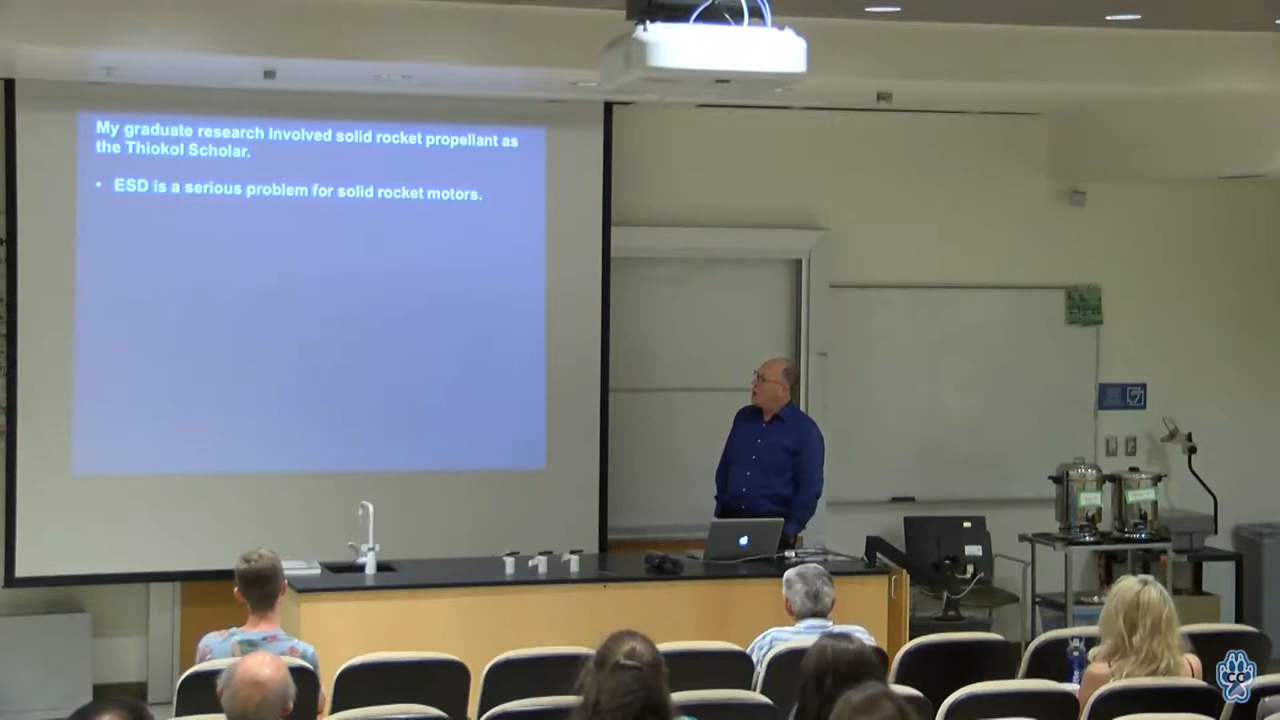 My graduate research involved solid rocket propellant as
the Thiokol Scholar.
• ESD is a serious problem for solid rocket motors.
CC